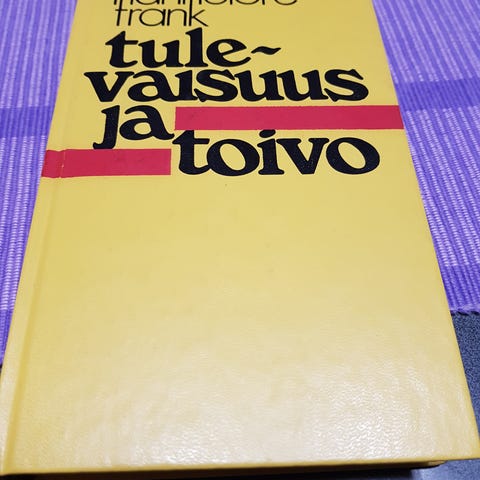 frank
tule~
vaisuus
ja
toivo